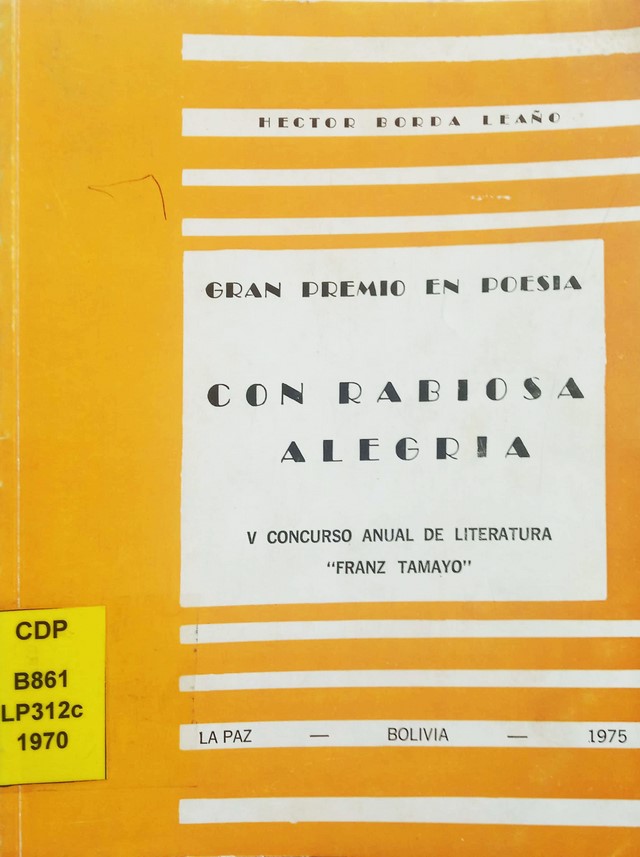 HECTOR BORDA LEAÑO
GRAN PREMIO EN POESIA
CON RABIOSA
ALEGRIA
V CONCURSO ANUAL DE LITERATURA
"FRANZ TAMAYO"
CDP
B861
LP312c
1970
LA PAZ — BOLIVIA — 1975